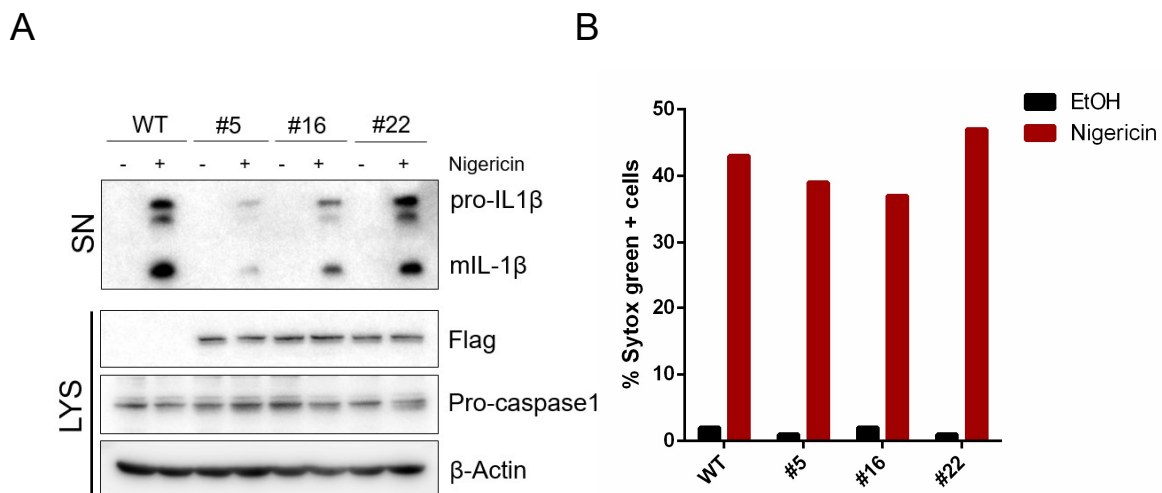 A
B
WT #5 #16 #22
- + - + - + - + Nigericin
SN
pro-IL1β
mIL-1β
LYS
Flag
Pro-caspase1
β-Actin
EtOH
Nigericin
% Sytox green + cells
50
40
30
20
10
0
WT #5 #16 #22